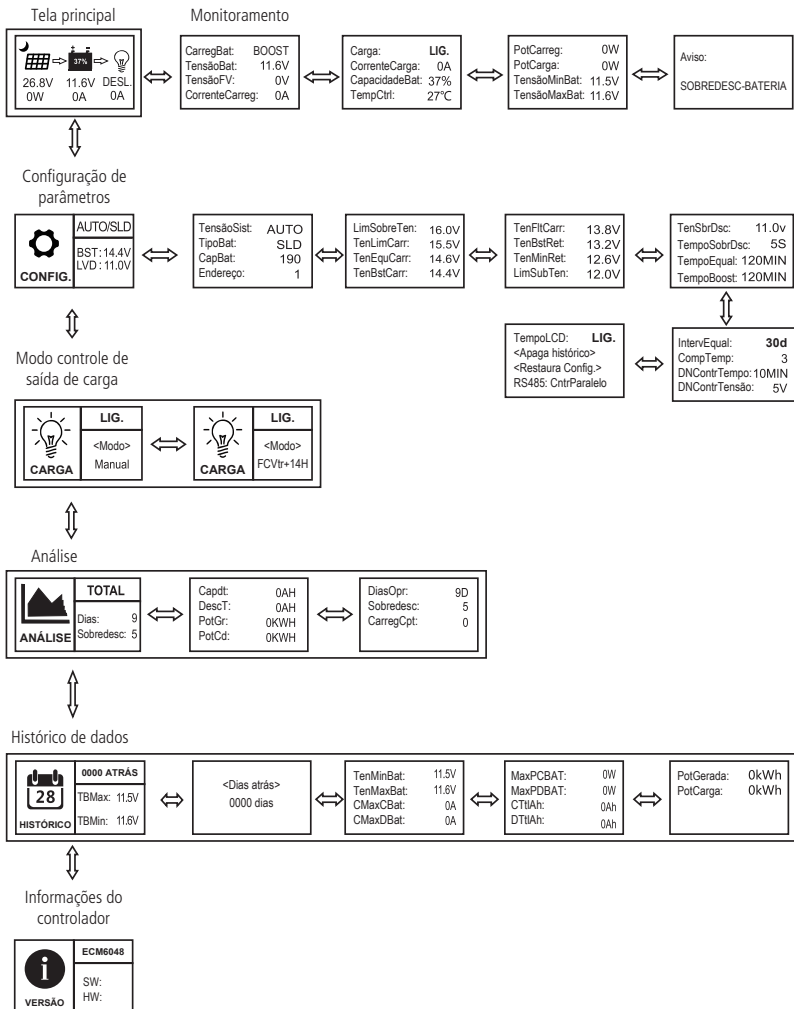 Tela principal
Monitoramento
37%
26.8V 11.6V DESL.
0W 0A 0A
CarregBat: BOOST
TensãoBat: 11.6V
TensãoFV: 0V
CorrenteCarreg: 0A
Carga: LIG.
CorrenteCarga: 0A
CapacidadeBat: 37%
TempCtrl: 27℃
PotCarreg: 0W
PotCarga: 0W
TensãoMinBat: 11.5V
TensãoMaxBat: 11.6V
Aviso:
SOBREDESC-BATERIA
Configuração de
parâmetros
CONFIG.
AUTO/SLD
BST:14.4V
LVD : 11.0V
TensãoSist: AUTO
TipoBat: SLD
CapBat: 190
Endereço: 1
LimSobreTen: 16.0V
TenLimCarr: 15.5V
TenEquCarr: 14.6V
TenBstCarr: 14.4V
TenFltCarr: 13.8V
TenBstRet: 13.2V
TenMinRet: 12.6V
LimSubTen: 12.0V
TenSbrDsc: 11.0v
TempoSobrDsc: 5S
TempoEqual: 120MIN
TempoBoost: 120MIN
TempoLCD: LIG.
<Apaga histórico>
<Restaura Config.>
RS485: CntrParalelo
IntervEqual: 30d
CompTemp: 3
DNContrTempo: 10MIN
DNContrTensão: 5V
Modo controle de
saída de carga
CARGA
LIG.
<Modo>
Manual
CARGA
LIG.
<Modo>
FCVtr+14H
Análise
ANÁLISE
TOTAL
Dias: 9
Sobredesc: 5
Capdt: 0AH
DescT: 0AH
PotGr: 0KWH
PotCd: 0KWH
DiasOpr: 9D
Sobredesc: 5
CarregCpt: 0
Histórico de dados
28
HISTÓRICO
0000 ATRÁS
TBMax: 11.5V
TBMin: 11.6V
<Dias atrás>
0000 dias
TenMinBat: 11.5V
TenMaxBat: 11.6V
CMaxCBat: 0A
CMaxDBat: 0A
MaxPCBAT: 0W
MaxPDBAT: 0W
CTtlAh: 0Ah
DTtlAh: 0Ah
PotGerada: 0kWh
PotCarga: 0kWh
Informações do
controlador
i
VERSÃO
ECM6048
SW:
HW: